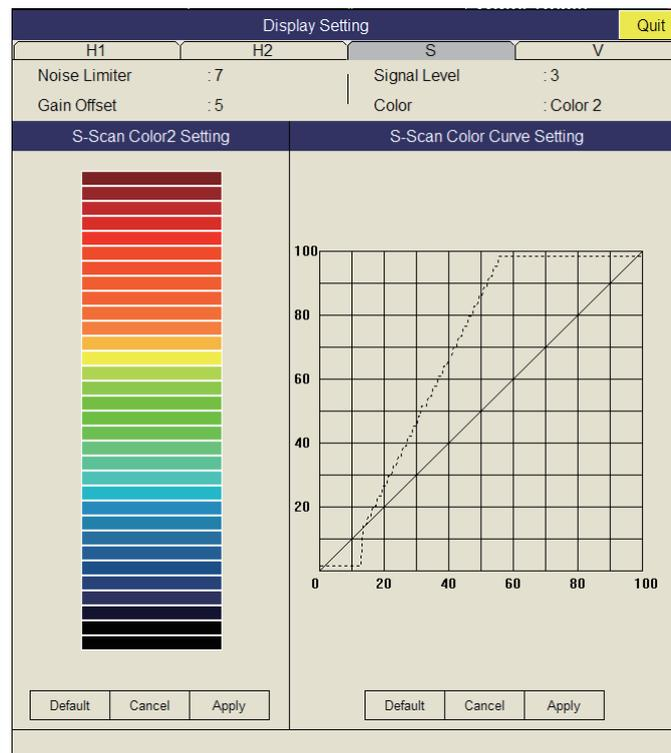 Display Setting Quit
H1 H2 S V
Noise Limiter :7 Signal Level :3
Gain Offset :5 Color :Color 2
S-Scan Color2 Setting S-Scan Color Curve Setting
100
80
60
40
20
0 20 40 60 80 100
Default Cancel Apply Default Cancel Apply